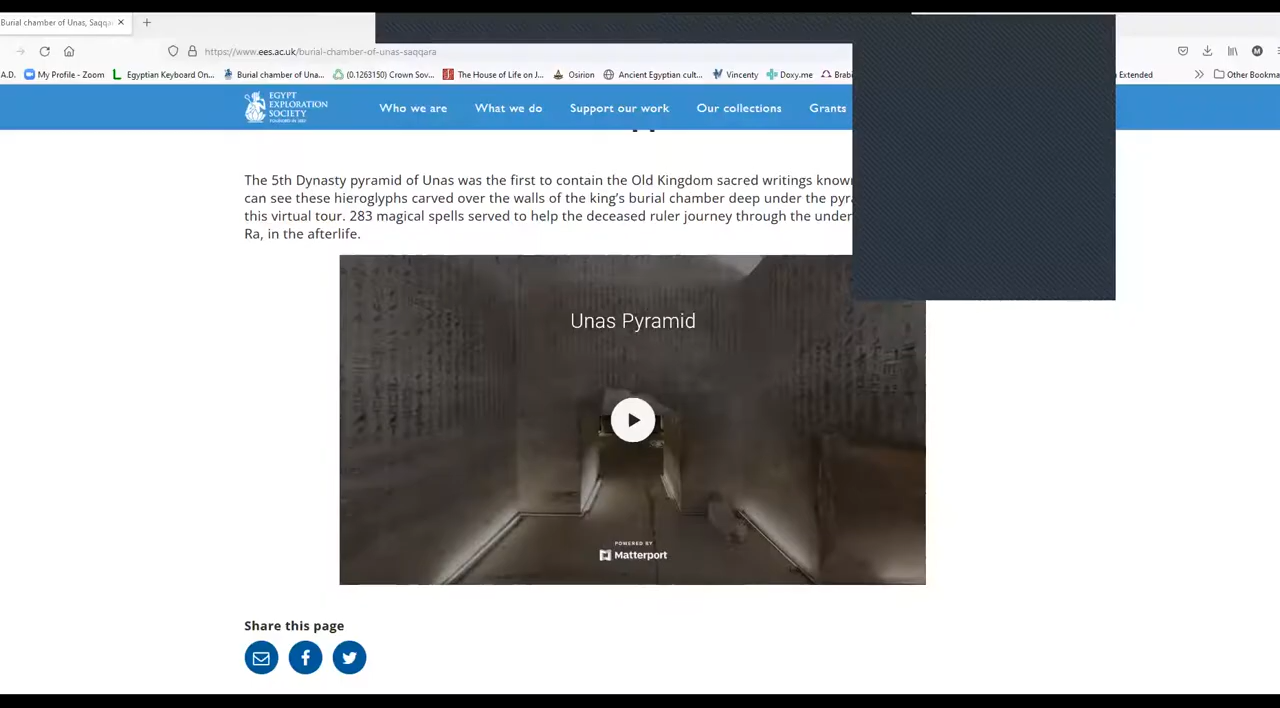 Burial chamber of Unas, Saqqa
https://www.ees.ac.uk/burial-chamber-of-unas-saqqara
A.D.
My Profile - Zoom
Egyptian Keyboard On...
Burial chamber of Una...
(0.1263150) Crown Sov...
The House of Life on J...
Osirion
Ancient Egyptian cult...
Vincenty
Doxy.me
Brabi
Extended
Other Bookma
EGYPT
EXPLORATION
SOCIETY
Who we are
What we do
Support our work
Our collections
Grants
The 5th Dynasty pyramid of Unas was the first to contain the Old Kingdom sacred writings known
can see these hieroglyphs carved over the walls of the king's burial chamber deep under the pyra
this virtual tour. 283 magical spells served to help the deceased ruler journey through the under
Ra, in the afterlife.
Unas Pyramid
POWERED BY
Matterport
Share this page